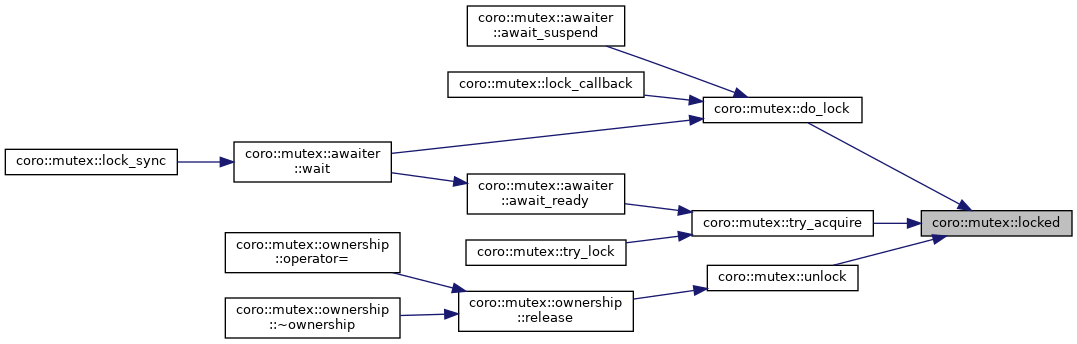 coro::mutex::awaiter
::await_suspend
coro::mutex::lock_callback
coro::mutex::do_lock
coro::mutex::lock_sync
coro::mutex::awaiter
::wait
coro::mutex::awaiter
::await_ready
coro::mutex::try_acquire
coro::mutex::locked
coro::mutex::ownership
::operator=
coro::mutex::try_lock
coro::mutex::unlock
coro::mutex::ownership
::~ownership
coro::mutex::ownership
::release